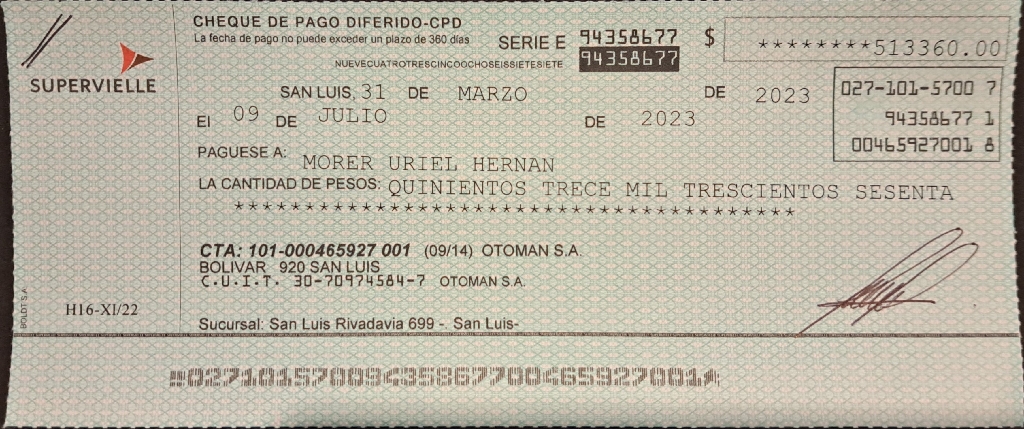 CHEQUE DE PAGO DIFERIDO-CPD
La fecha de pago no puede exceder un plazo de 360 días
SERIE E 94358677 $ ********513360.00
94358677
NUEVECUATROTRESCINCOOCHOSEISSIETESIETE
SUPERVIELLE
SAN LUIS, 31 DE MARZO DE 2023
027-101-5700 7
El 09 DE JULIO DE 2023
94358677 1
00465927001 8
PAGUESE A: MORER URIEL HERNAN
LA CANTIDAD DE PESOS: QUINIENTOS TRECE MIL TRESCIENTOS SESENTA
****************************************
CTA: 101-000465927 001 (09/14) OTOMAN S.A.
BOLIVAR 920 SAN LUIS
C.U.I.T. 30-70974584-7 OTOMAN S.A.
H16-XI/22
BOLDT S.A
Sucursal: San Luis Rivadavia 699 -. San Luis-
02710157009435867700465927001